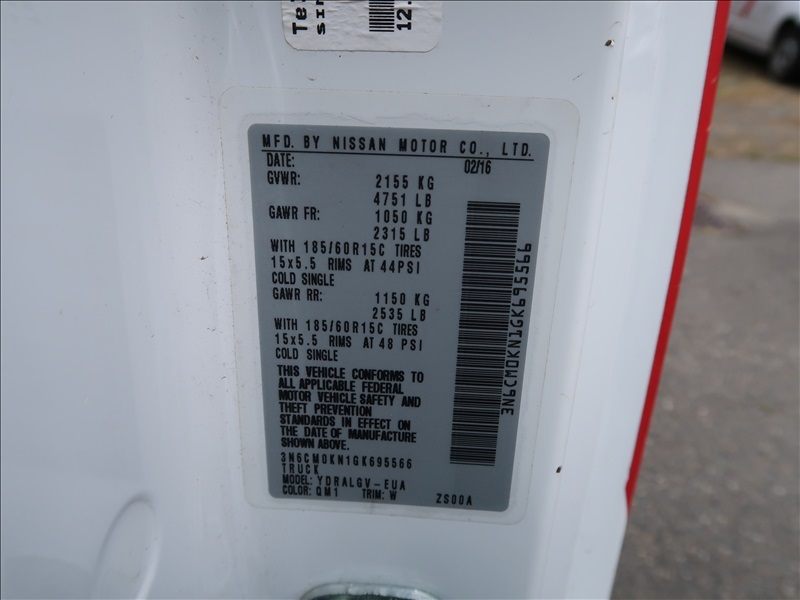 12.
MFD. BY NISSAN MOTOR CO., LTD.
DATE: 02/16
GVWR: 2155 KG
4751 LB
GAWR FR: 1050 KG
2315 LB
WITH 185/60R15C TIRES
15x5.5 RIMS AT 44PSI
COLD SINGLE
GAWR RR: 1150 KG
2535 LB
WITH 185/60R15C TIRES
15x5.5 RIMS AT 48 PSI
COLD SINGLE
THIS VEHICLE CONFORMS TO
ALL APPLICABLE FEDERAL
MOTOR VEHICLE SAFETY AND
THEFT PREVENTION
STANDARDS IN EFFECT ON
THE DATE OF MANUFACTURE
SHOWN ABOVE.
3N6CM0KN1GK695566
TRUCK
MODEL: YDRALGV-EUA
COLOR: QM1 TRIM: W ZS00A
3N6CM0KN1GK695566